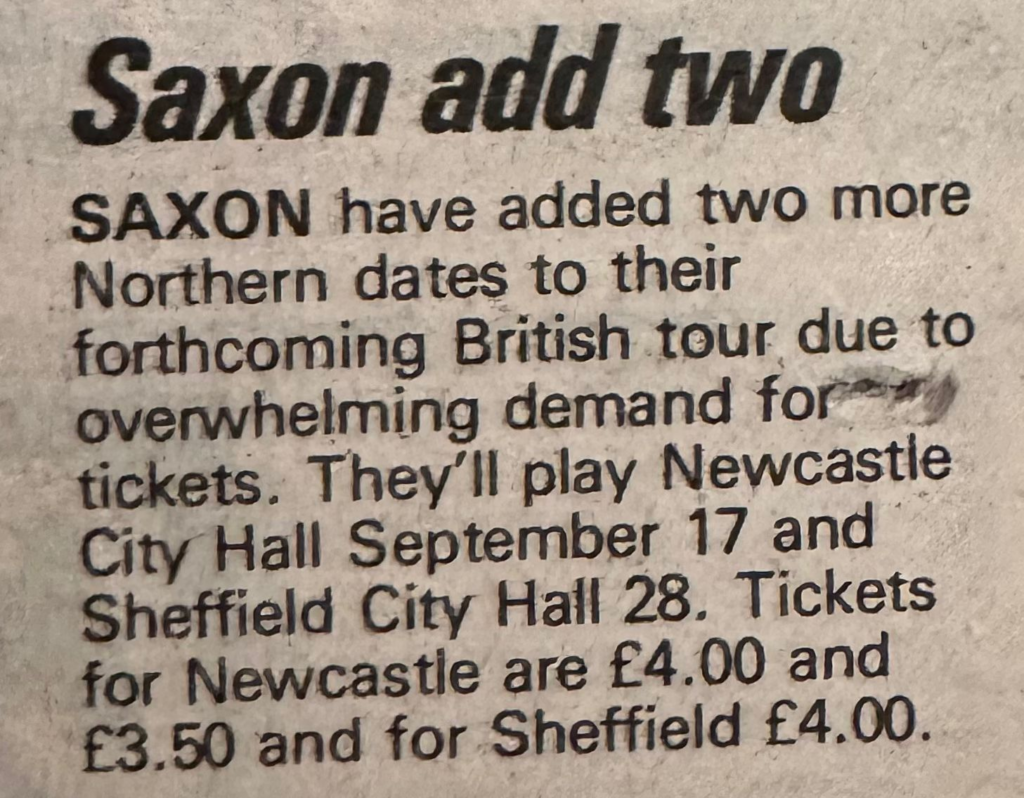 Saxon add two
SAXON have added two more
Northern dates to their
forthcoming British tour due to
overwhelming demand for
tickets. They'll play Newcastle
City Hall September 17 and
Sheffield City Hall 28. Tickets
for Newcastle are £4.00 and
£3.50 and for Sheffield £4.00.